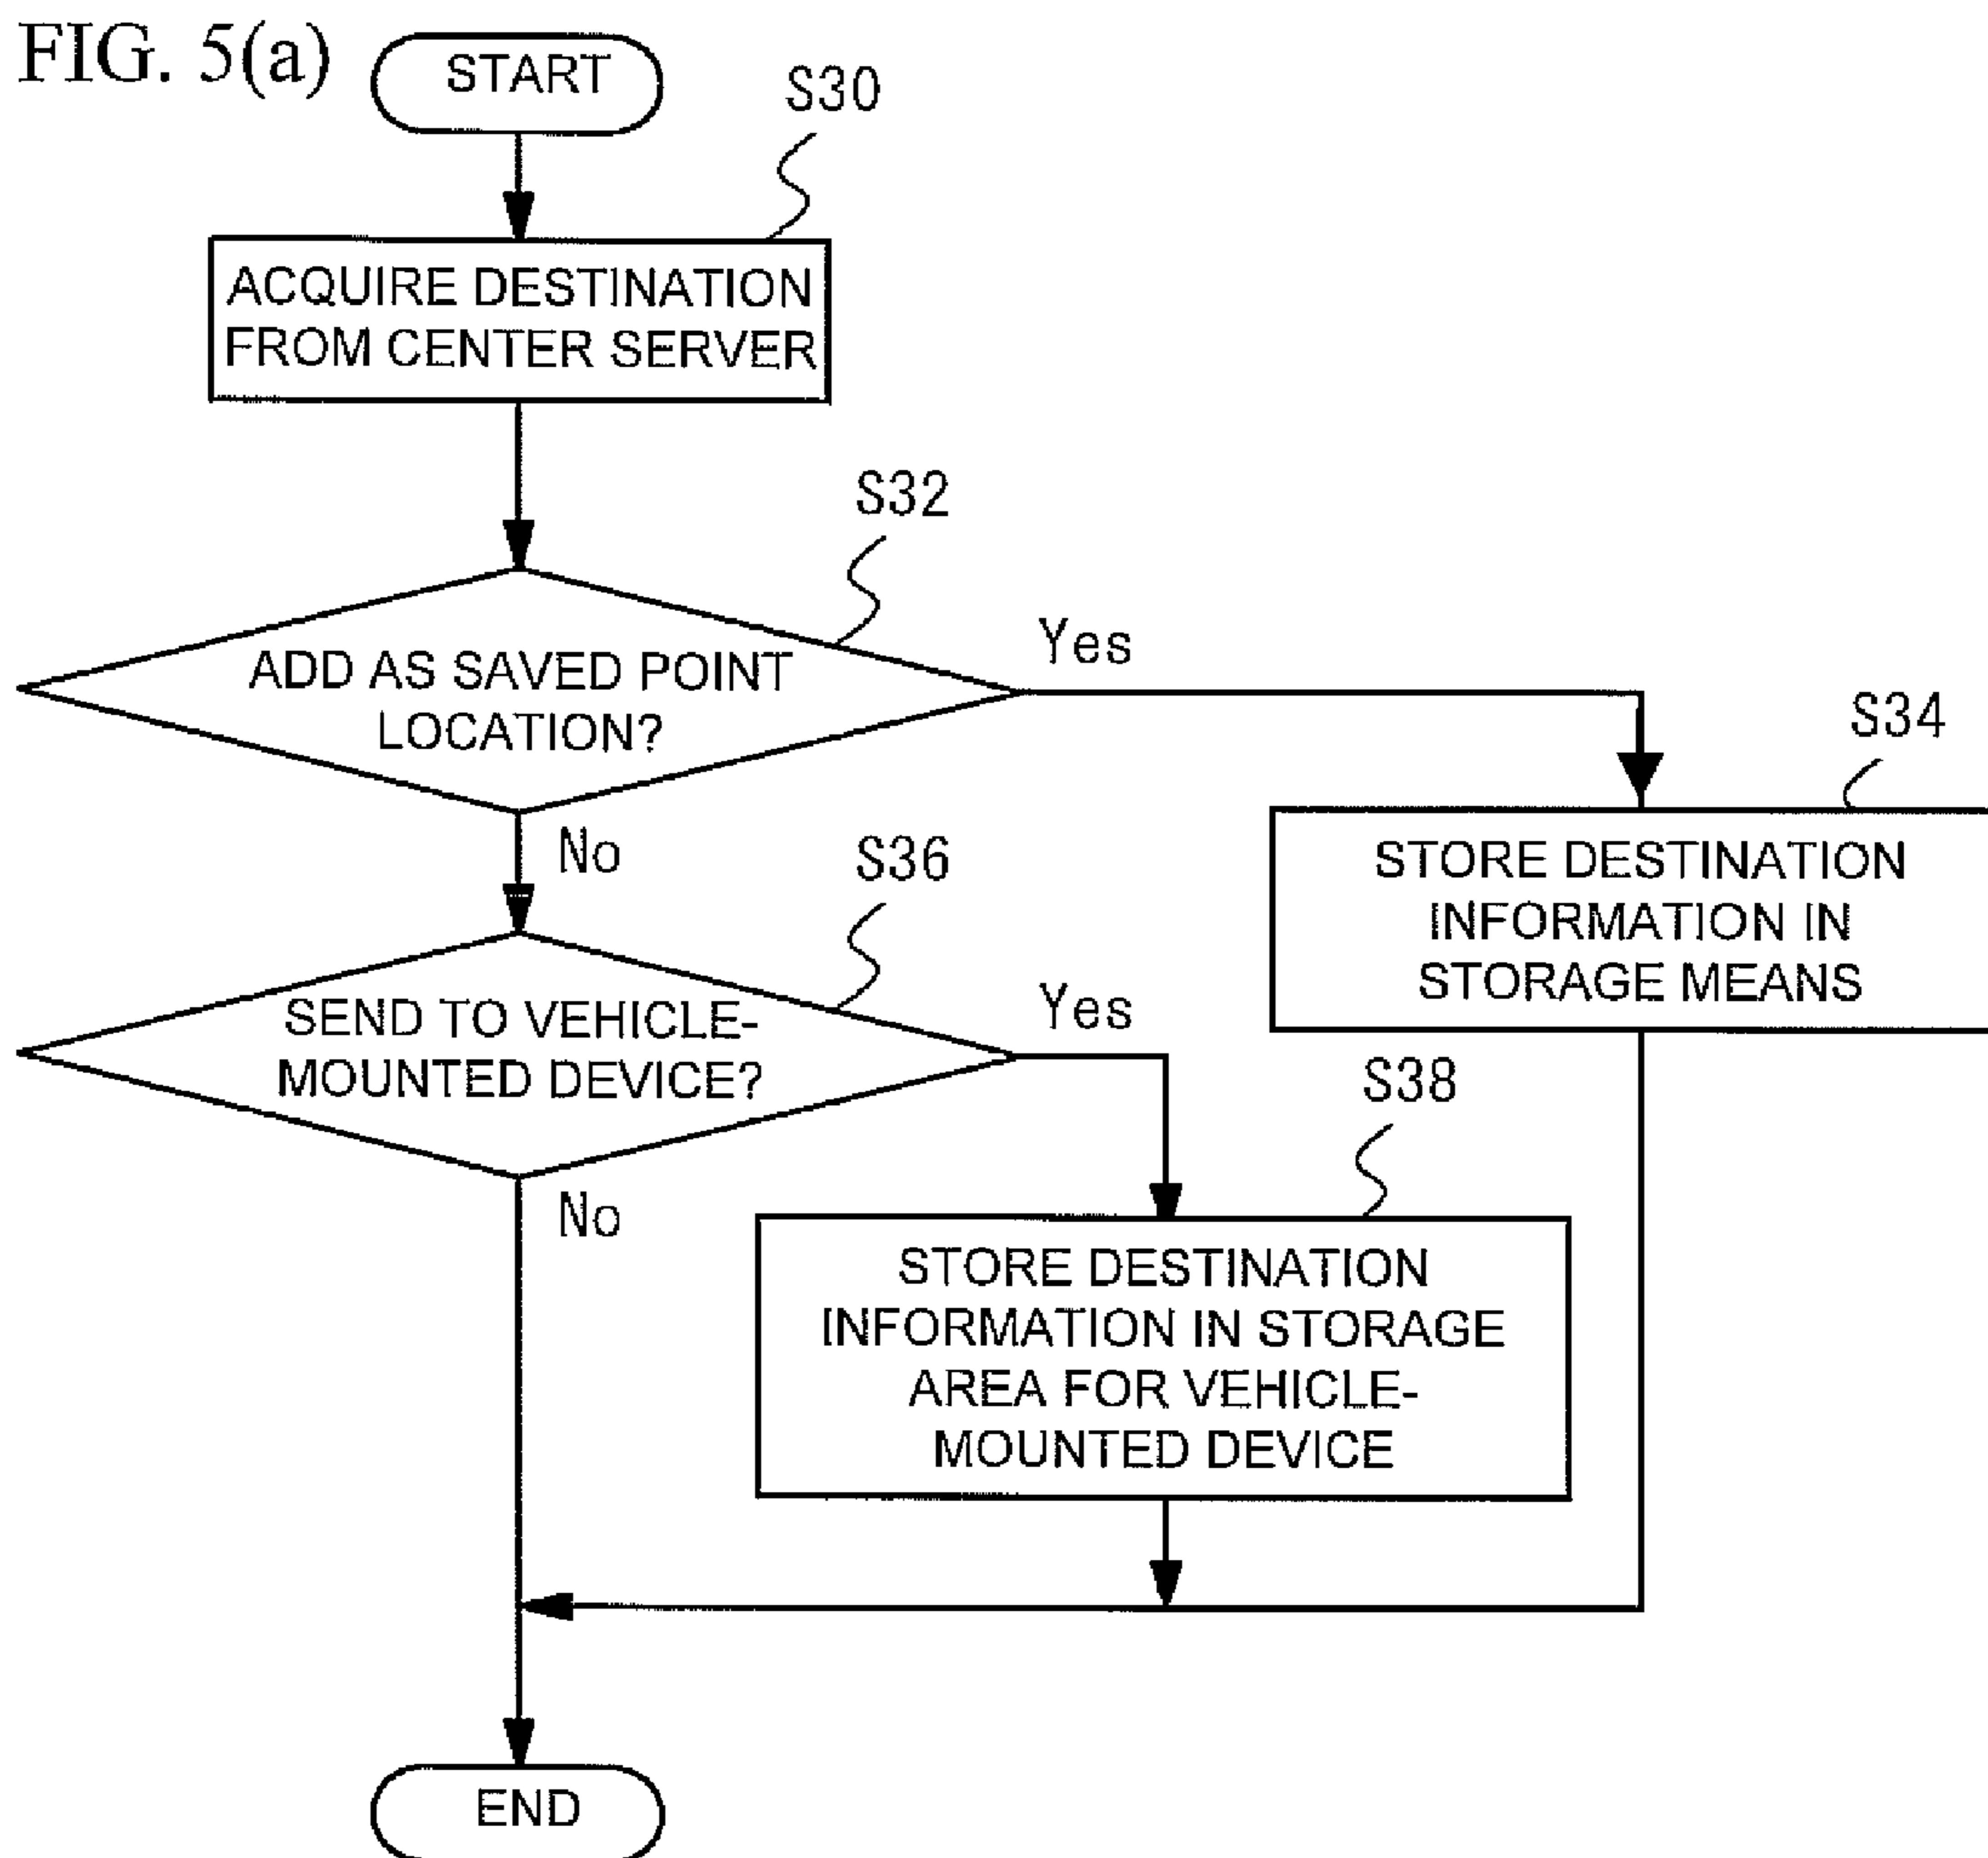 FIG. 5(a)
START
S30
ACQUIRE DESTINATION
FROM CENTER SERVER
S32
ADD AS SAVED POINT
LOCATION?
Yes
No
S34
STORE DESTINATION
INFORMATION IN
STORAGE MEANS
S36
SEND TO VEHICLE-
MOUNTED DEVICE?
Yes
No
S38
STORE DESTINATION
INFORMATION IN STORAGE
AREA FOR VEHICLE-
MOUNTED DEVICE
END